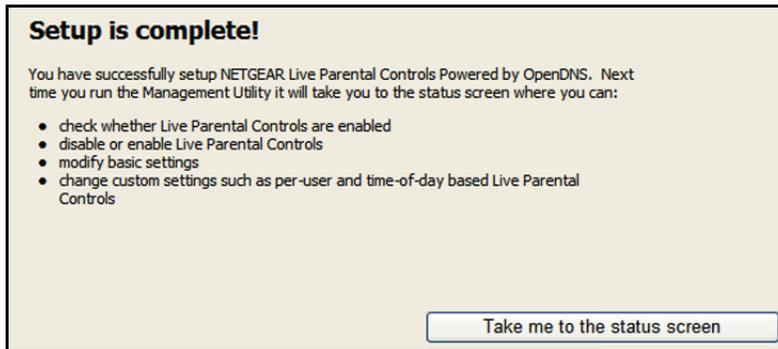 Setup is complete!
You have successfully setup NETGEAR Live Parental Controls Powered by OpenDNS.  Next
time you run the Management Utility it will take you to the status screen where you can:
• check whether Live Parental Controls are enabled
• disable or enable Live Parental Controls
• modify basic settings
• change custom settings such as per-user and time-of-day based Live Parental
Controls
Take me to the status screen